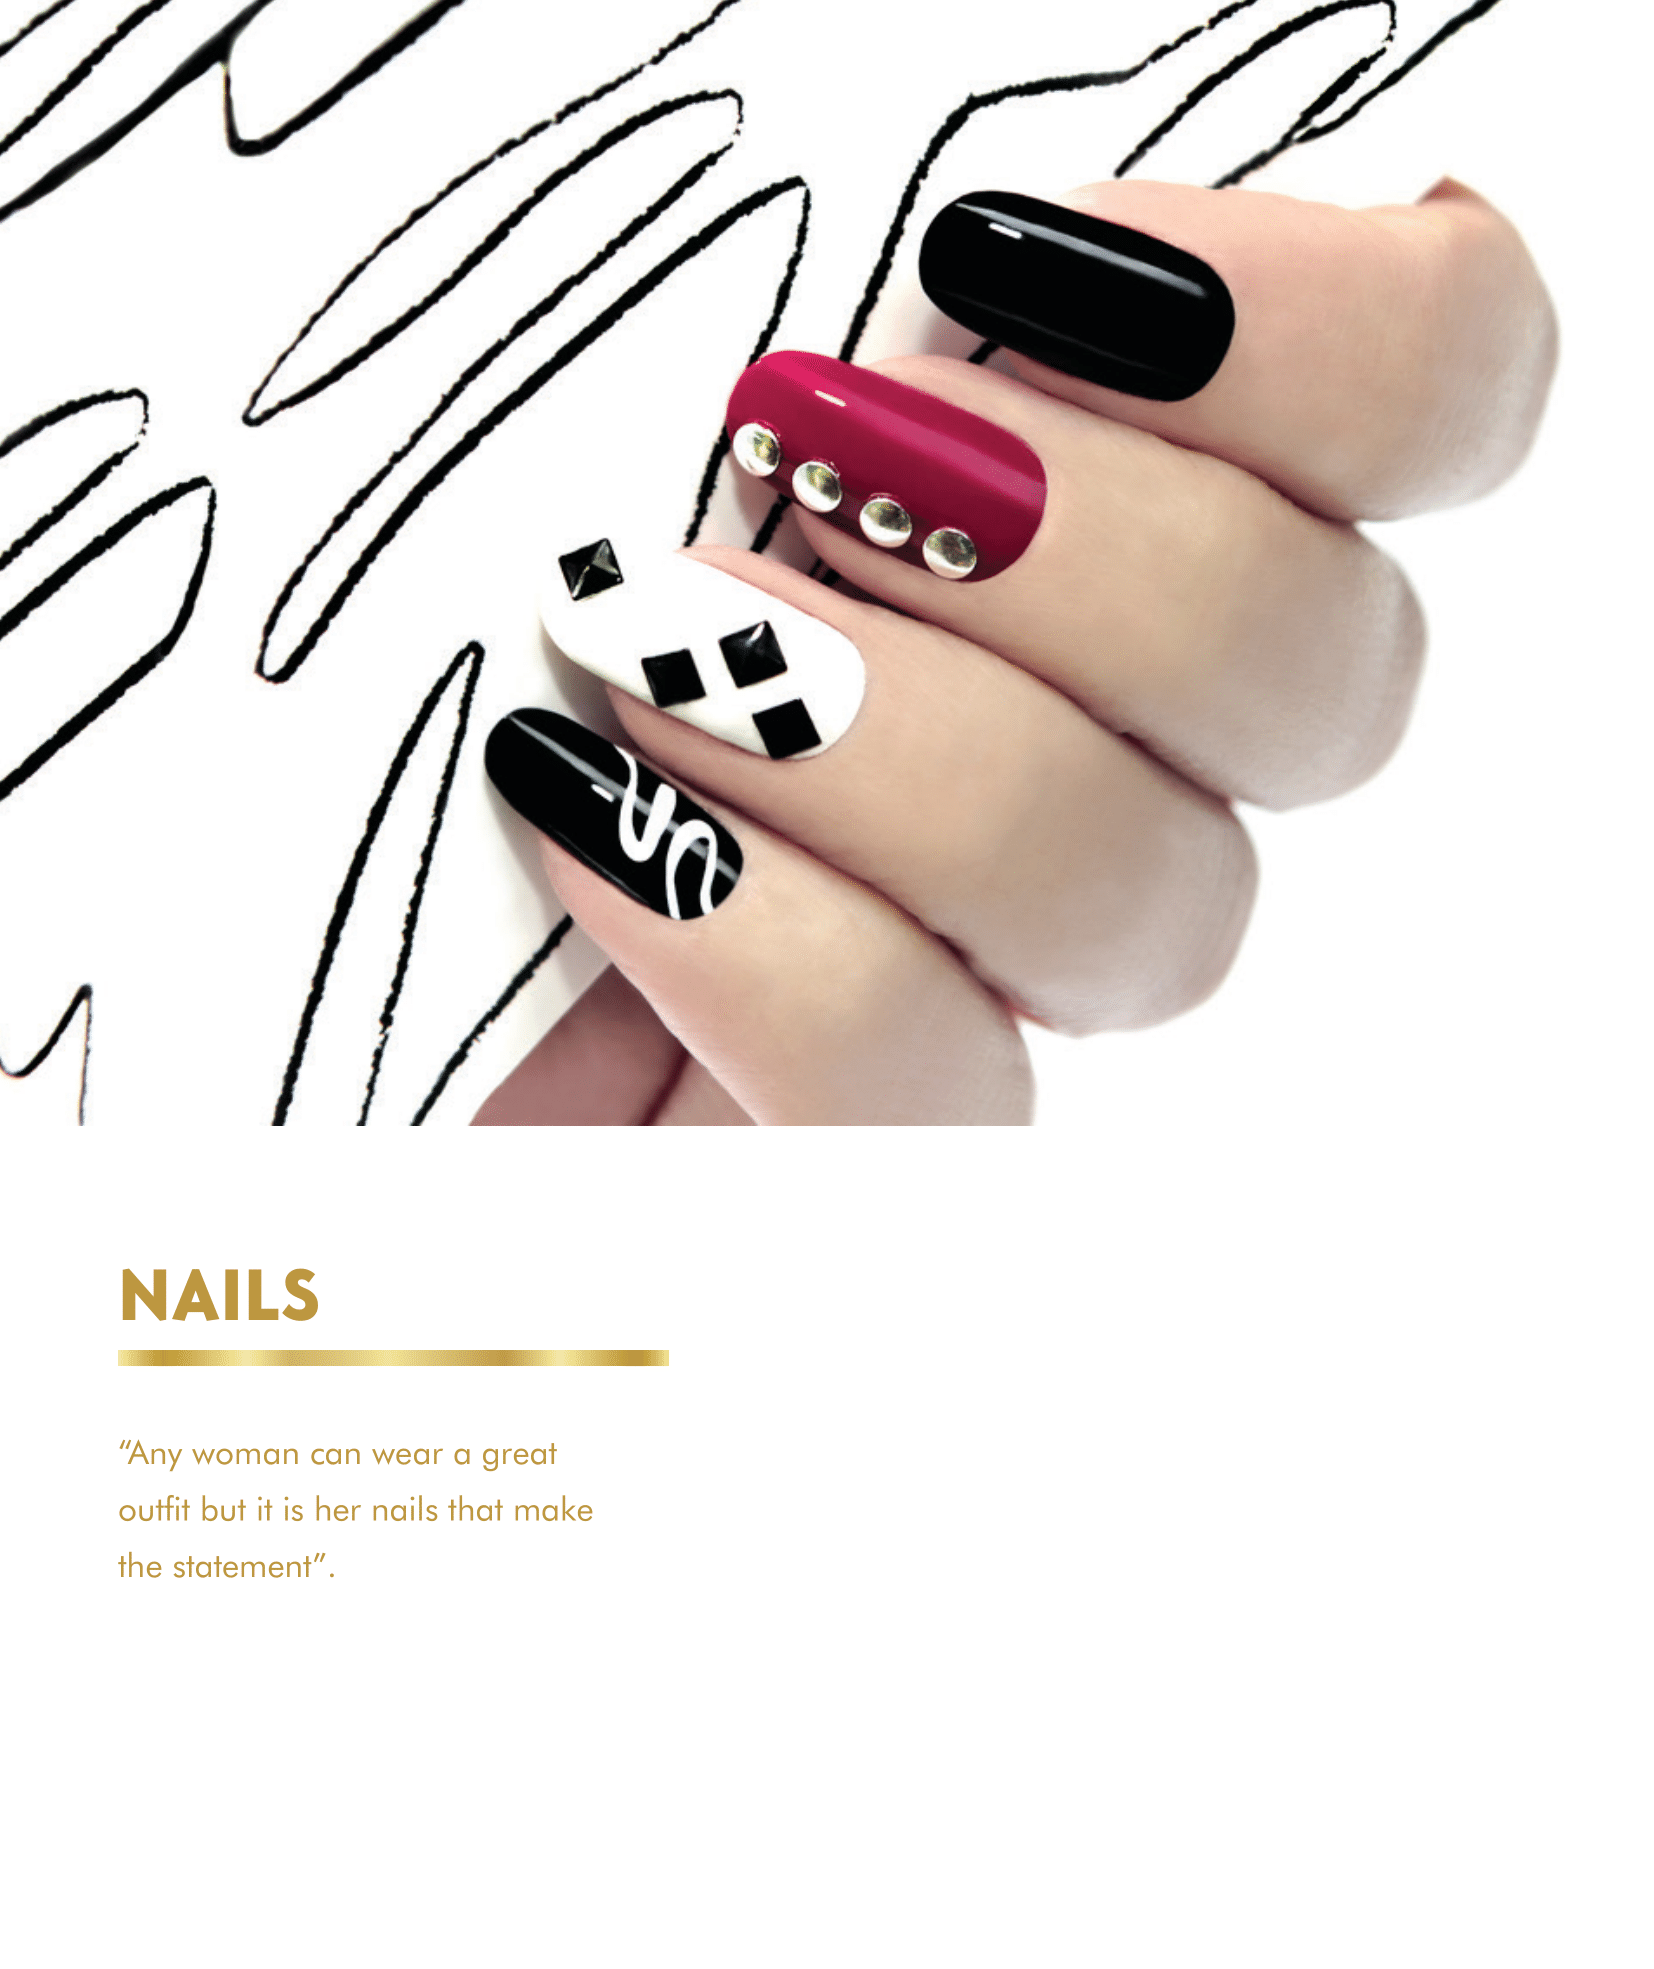 NAILS
“Any woman can wear a great
outfit but it is her nails that make
the statement”.